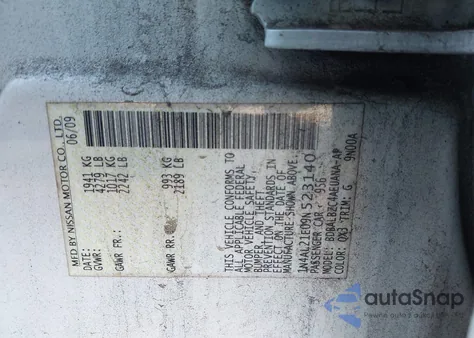 MFD BY NISSAN MOTOR CO., LTD.
06/09
GVWR: 1941 KG
4279 LB
GAWR FR: 1017 KG
2242 LB
GAWR RR: 993 KG
2189 LB
THIS VEHICLE CONFORMS TO
ALL APPLICABLE FEDERAL
MOTOR VEHICLE SAFETY,
BUMPER, AND THEFT
PREVENTION STANDARDS IN
EFFECT ON THE DATE OF
MANUFACTURE SHOWN ABOVE.
1N4AL21E09N523140
PASSENGER CAR
COLOR: QX3 TRIM: G 9N00A
autoSnap